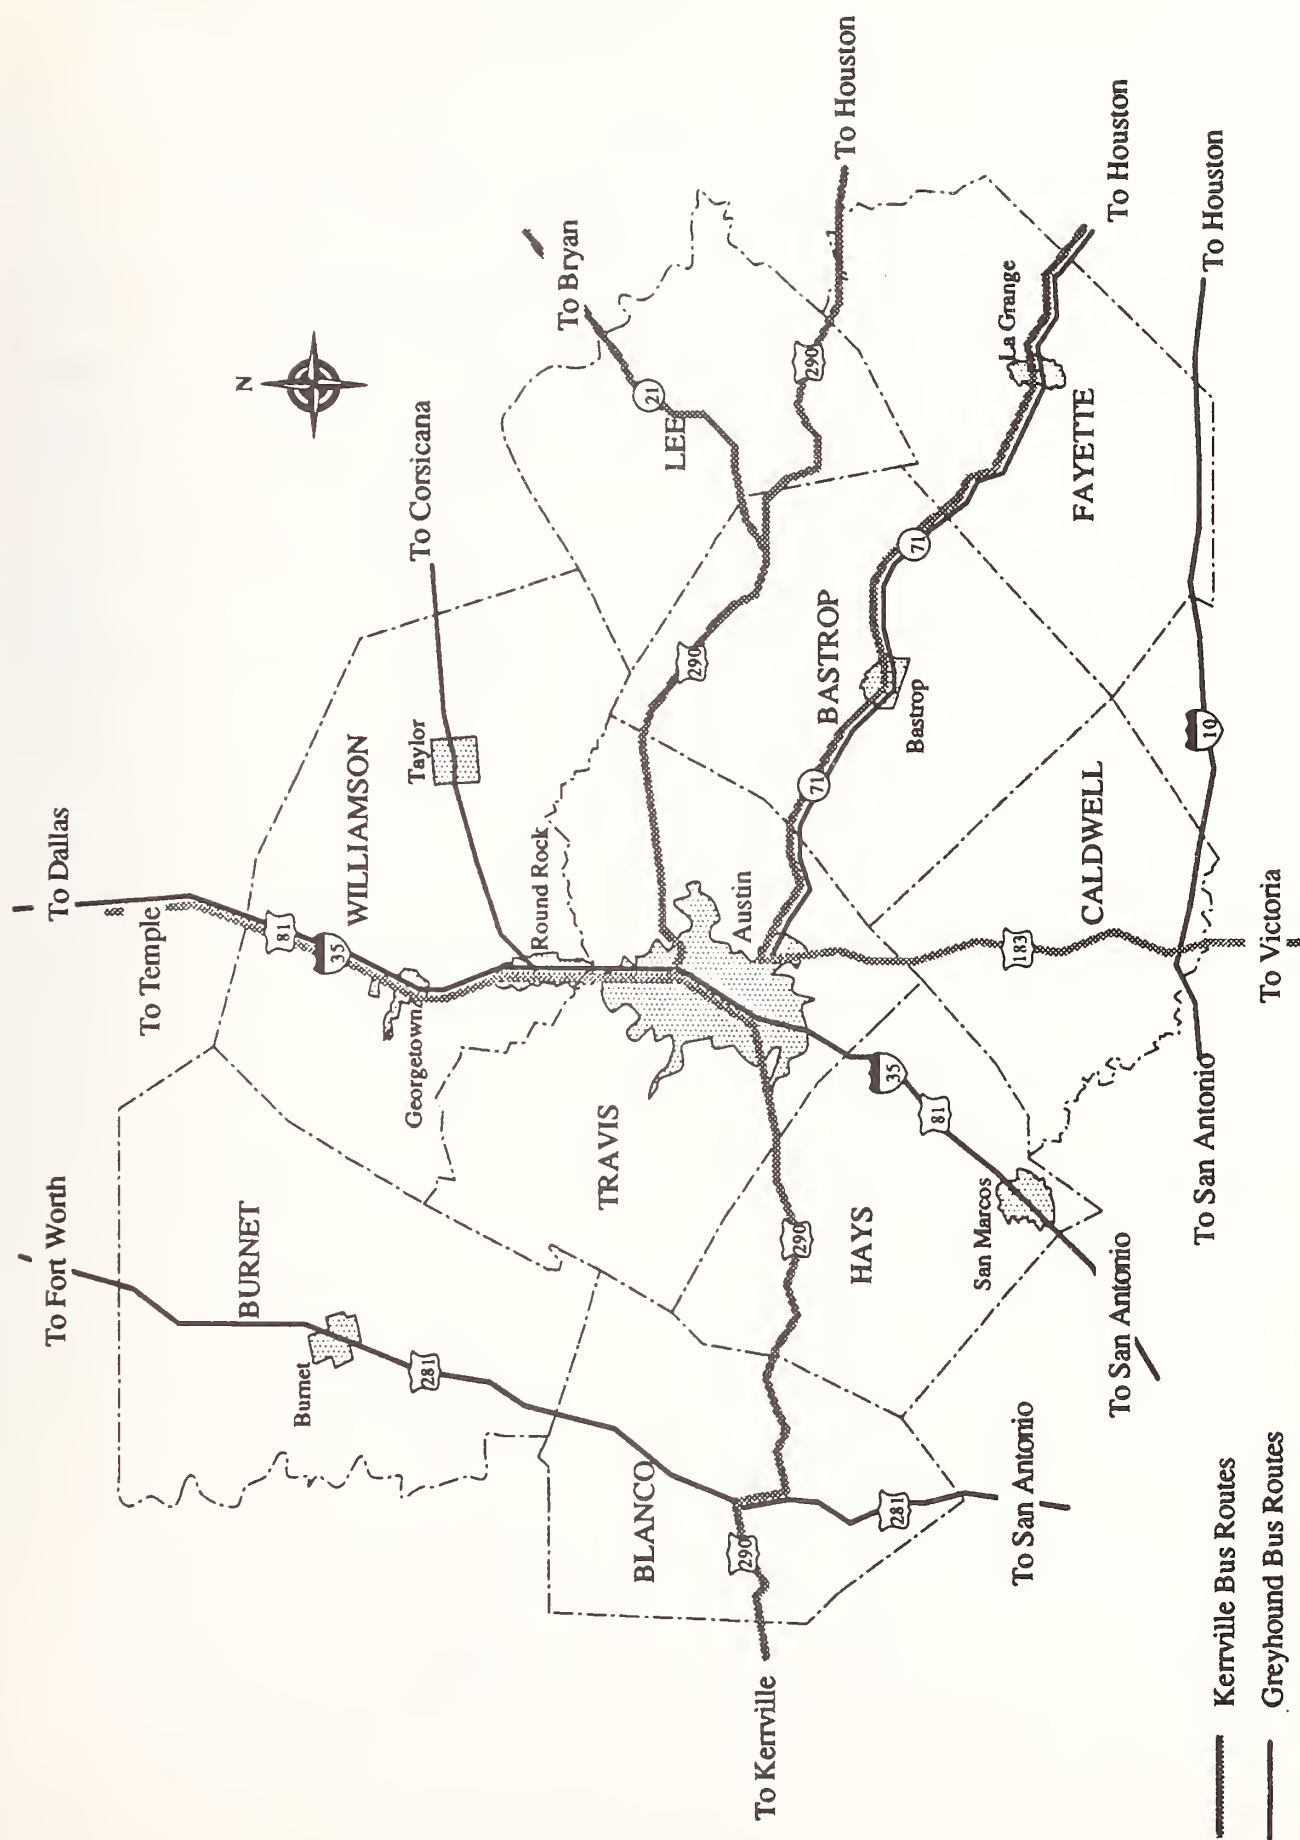 To Fort Worth
To Dallas
To Temple
N
To Corsicana
To Bryan
To Houston
To Houston
To Houston
BURNET
Burnet
281
81
35
WILLIAMSON
Georgetown
Taylor
Round Rock
LEE
21
290
290
TRAVIS
Austin
BASTROP
Bastrop
71
71
La Grange
FAYETTE
BLANCO
290
281
To Kerrville
HAYS
290
35
81
San Marcos
CALDWELL
183
10
To San Antonio
To San Antonio
To San Antonio
To Victoria
Kerrville Bus Routes
Greyhound Bus Routes